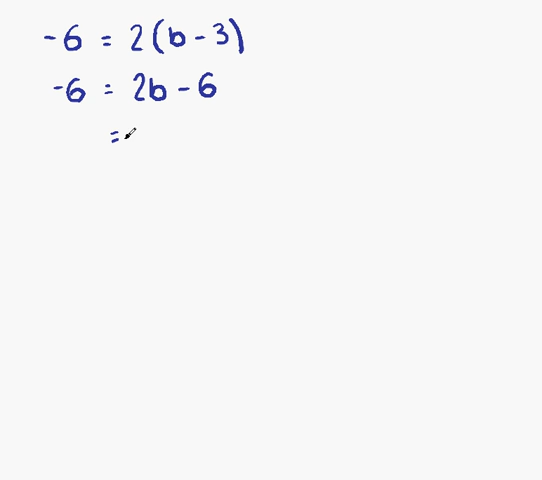 -6 = 2(b - 3)
-6 = 2b - 6
=